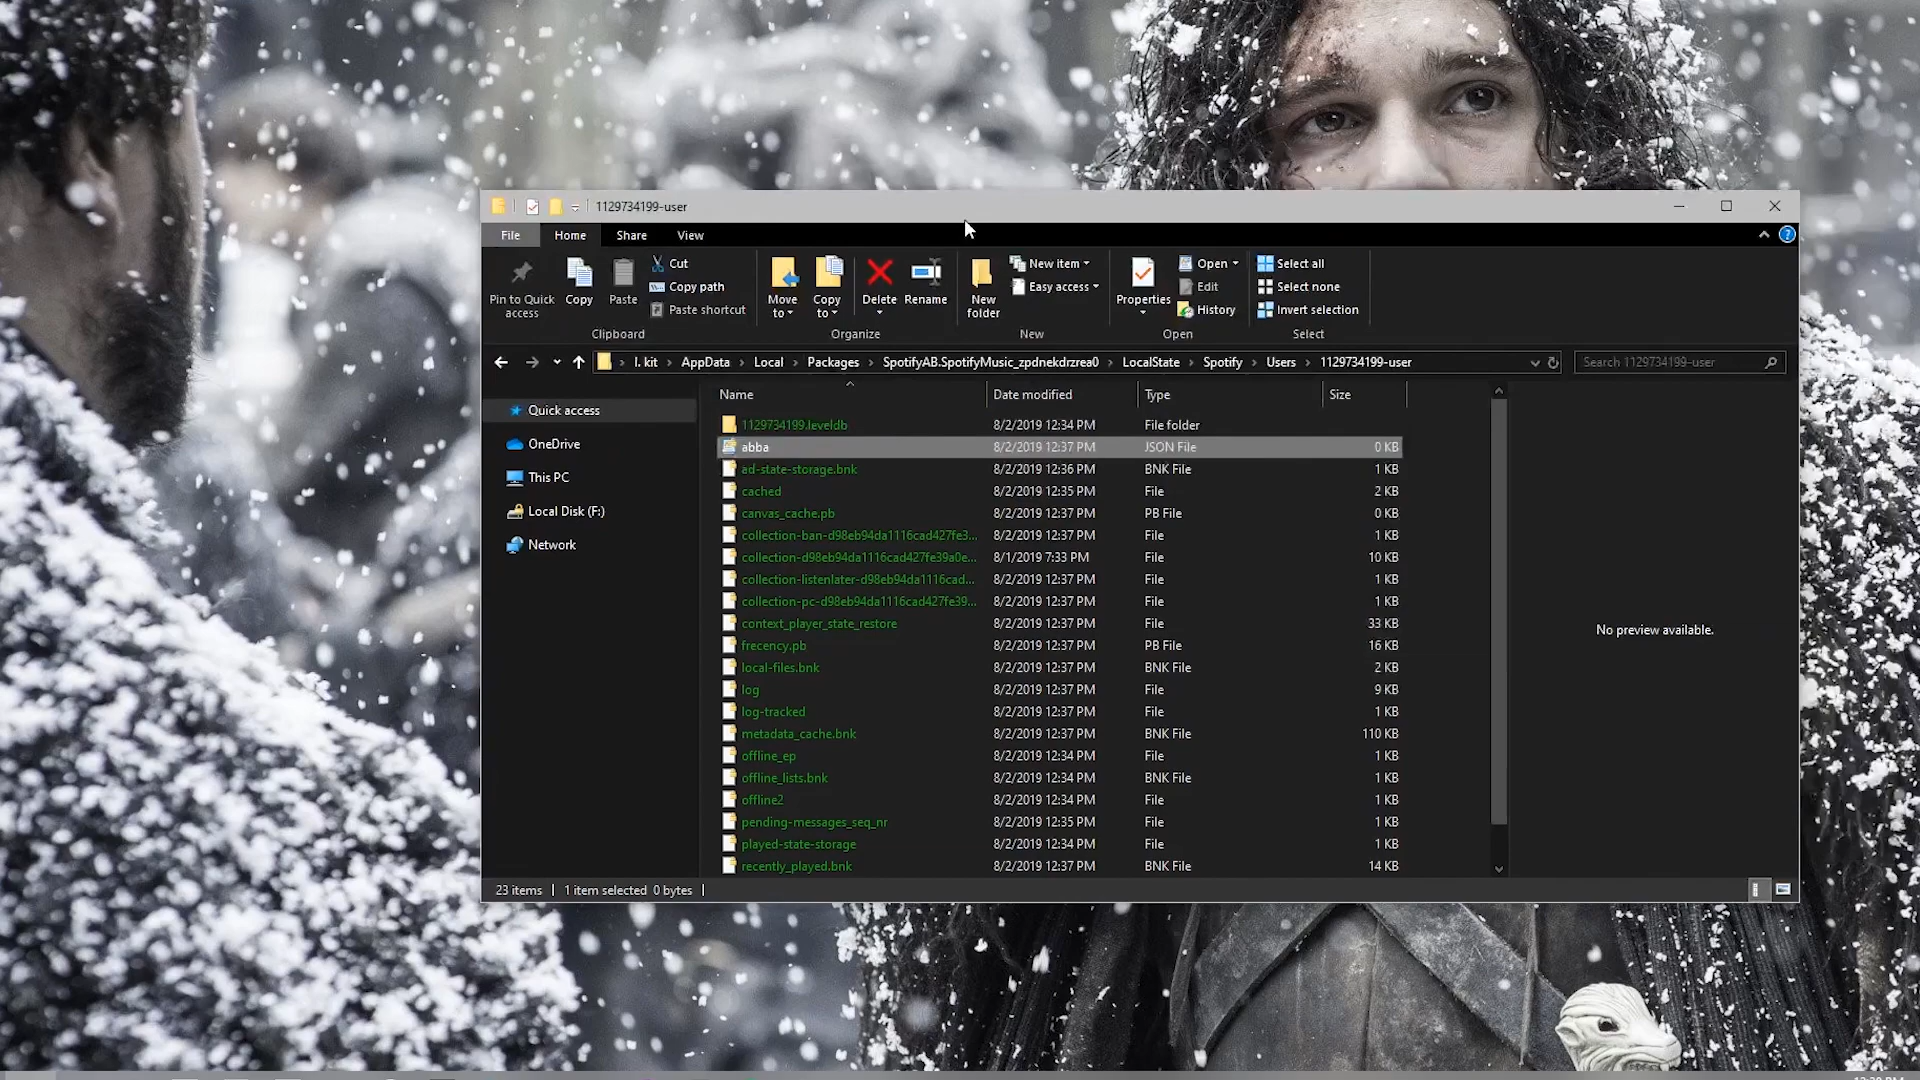 1129734199-user
File Home Share View
Pin to Quick access
Copy
Paste
Cut
Copy path
Paste shortcut
Clipboard
Move to
Copy to
Delete
Rename
Organize
New folder
New item
Easy access
New
Properties
Open
Edit
History
Open
Select all
Select none
Invert selection
Select
I. kit › AppData › Local › Packages › SpotifyAB.SpotifyMusic_zpdnekdrzrea0 › LocalState › Spotify › Users › 1129734199-user
Search 1129734199-user
Quick access
OneDrive
This PC
Local Disk (F:)
Network
Name Date modified Type Size
1129734199.leveldb 8/2/2019 12:34 PM File folder
abba 8/2/2019 12:37 PM JSON File 0 KB
ad-state-storage.bnk 8/2/2019 12:36 PM BNK File 1 KB
cached 8/2/2019 12:35 PM File 2 KB
canvas_cache.pb 8/2/2019 12:37 PM PB File 0 KB
collection-ban-d98eb94da1116cad427fe3... 8/2/2019 12:37 PM File 1 KB
collection-d98eb94da1116cad427fe39a0e... 8/1/2019 7:33 PM File 10 KB
collection-listenlater-d98eb94da1116cad... 8/2/2019 12:37 PM File 1 KB
collection-pc-d98eb94da1116cad427fe39... 8/2/2019 12:37 PM File 1 KB
context_player_state_restore 8/2/2019 12:37 PM File 33 KB
frecency.pb 8/2/2019 12:37 PM PB File 16 KB
local-files.bnk 8/2/2019 12:37 PM BNK File 2 KB
log 8/2/2019 12:37 PM File 9 KB
log-tracked 8/2/2019 12:37 PM File 1 KB
metadata_cache.bnk 8/2/2019 12:37 PM BNK File 110 KB
offline_ep 8/2/2019 12:34 PM File 1 KB
offline_lists.bnk 8/2/2019 12:34 PM BNK File 1 KB
offline2 8/2/2019 12:34 PM File 1 KB
pending-messages_seq_nr 8/2/2019 12:35 PM File 1 KB
played-state-storage 8/2/2019 12:34 PM File 1 KB
recently_played.bnk 8/2/2019 12:37 PM BNK File 14 KB
No preview available.
23 items 1 item selected 0 bytes